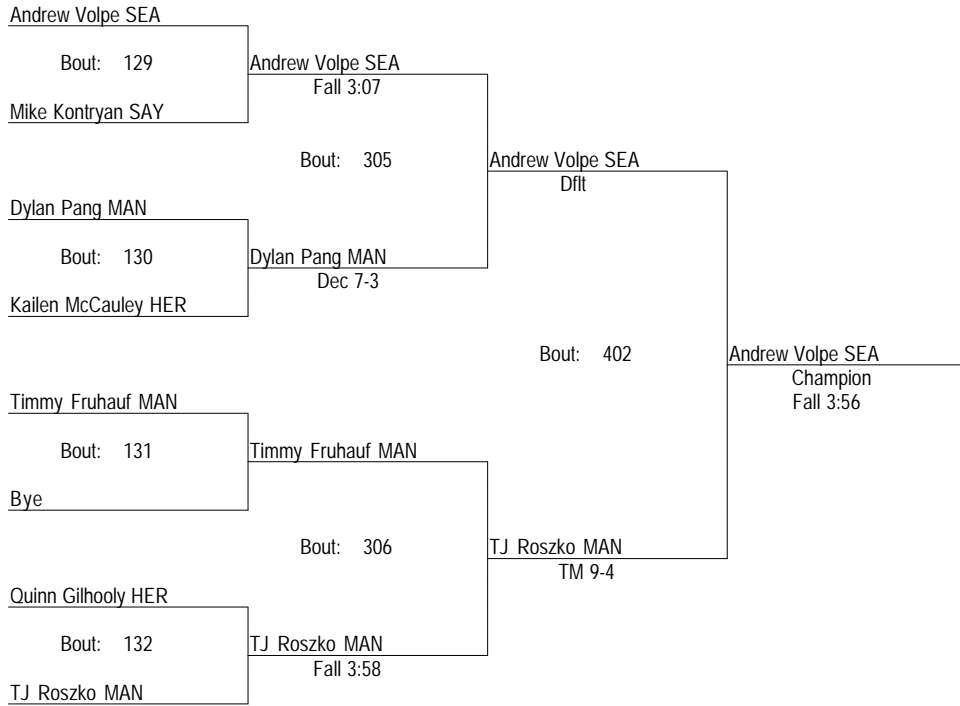 Andrew Volpe SEA
Bout: 129
Andrew Volpe SEA
Fall 3:07
Mike Kontryan SAY
Bout: 305
Andrew Volpe SEA
Dflt
Dylan Pang MAN
Bout: 130
Dylan Pang MAN
Dec 7-3
Kailen McCauley HER
Bout: 402
Andrew Volpe SEA
Champion
Fall 3:56
Timmy Fruhauf MAN
Bout: 131
Timmy Fruhauf MAN
Bye
Bout: 306
TJ Roszko MAN
TM 9-4
Quinn Gilhooly HER
Bout: 132
TJ Roszko MAN
Fall 3:58
TJ Roszko MAN